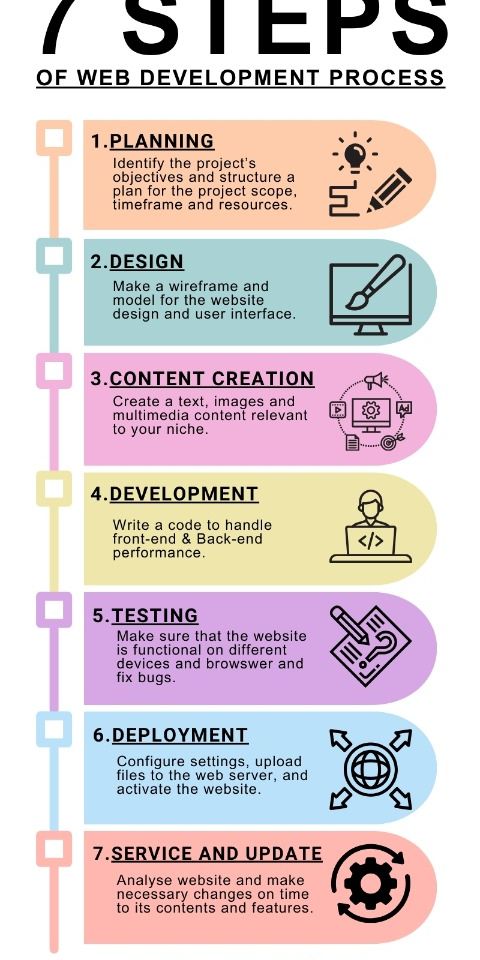 7 STEPS
OF WEB DEVELOPMENT PROCESS
1.PLANNING
Identify the project's
objectives and structure a
plan for the project scope,
timeframe and resources.
2.DESIGN
Make a wireframe and
model for the website
design and user interface.
3.CONTENT CREATION
Create a text, images and
multimedia content relevant
to your niche.
Ad
4.DEVELOPMENT
Write a code to handle
front-end & Back-end
performance.
</>
5.TESTING
Make sure that the website
is functional on different
devices and browswer and
fix bugs.
?
6.DEPLOYMENT
Configure settings, upload
files to the web server, and
activate the website.
7.SERVICE AND UPDATE
Analyse website and make
necessary changes on time
to its contents and features.